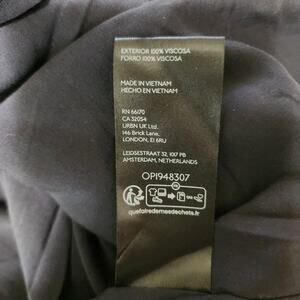 EXTERIOR 100% VISCOSA
FORRO 100% VISCOSA
MADE IN VIETNAM
HECHO EN VIETNAM
RN 66170
CA 32054
URBN UK Ltd.
146 Brick Lane,
LONDON, E1 6RU
LEIDSESTRAAT 32, 1017 PB
AMSTERDAM, NETHERLANDS
OP1948307
FR
quefairedemesdechets.fr